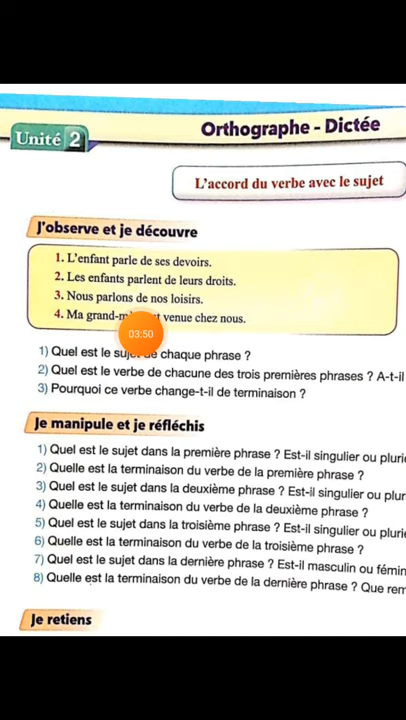 Orthographe - Dictée
Unité 2
L'accord du verbe avec le sujet
J'observe et je découvre
1. L'enfant parle de ses devoirs.
2. Les enfants parlent de leurs droits.
3. Nous parlons de nos loisirs.
4. Ma venue chez nous.
03:50
1) Quel est le chaque phrase ?
2) Quel est le verbe de chacune des trois premières phrases ? A-t-il
3) Pourquoi ce verbe change-t-il de terminaison ?
Je manipule et je réfléchis
1) Quel est le sujet dans la première phrase ? Est-il singulier ou
2) Quelle est la terminaison du verbe de la première phrase ?
3) Quel est le sujet dans la deuxième phrase ? Est-il singulier ou
4) Quelle est la terminaison du verbe de la deuxième phrase ?
5) Quel est le sujet dans la troisième phrase ? Est-il singulier ou
6) Quelle est la terminaison du verbe de la troisième phrase ?
7) Quel est le sujet dans la dernière phrase ? Est-il masculin ou
8) Quelle est la terminaison du verbe de la dernière phrase ? Que
Je retiens